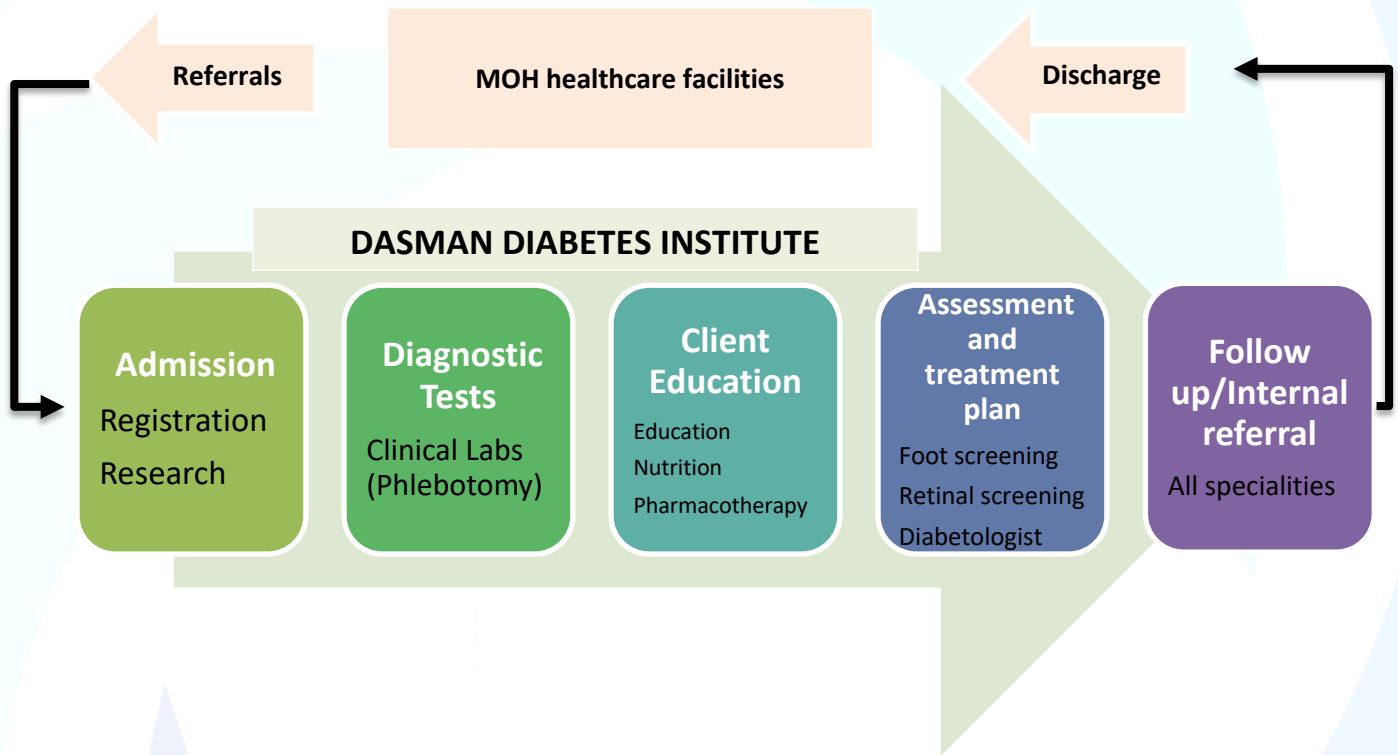 Referrals
MOH healthcare facilities
Discharge
DASMAN DIABETES INSTITUTE
Admission
Registration
Research
Diagnostic
Tests
Clinical Labs
(Phlebotomy)
Client
Education
Education
Nutrition
Pharmacotherapy
Assessment
and
treatment
plan
Foot screening
Retinal screening
Diabetologist
Follow
up/Internal
referral
All specialities